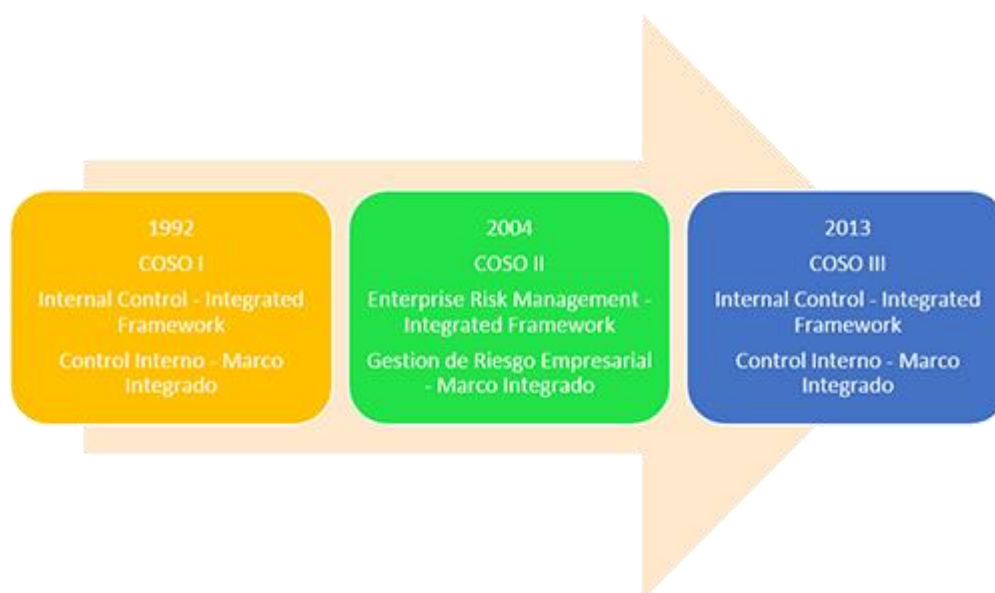 1992
COSO I
Internal Control - Integrated
Framework
Control Interno - Marco
Integrado
2004
COSO II
Enterprise Risk Management -
Integrated Framework
Gestion de Riesgo Empresarial
- Marco Integrado
2013
COSO III
Internal Control - Integrated
Framework
Control Interno - Marco
Integrado